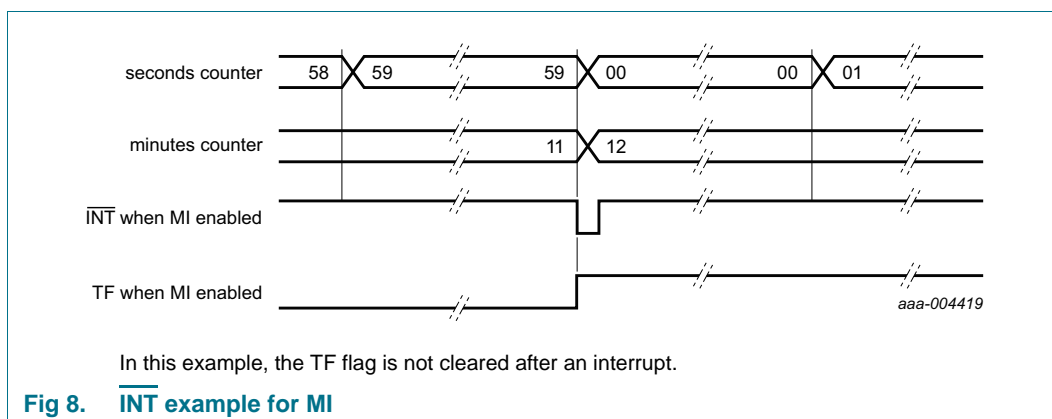 seconds counter 58 59 59 00 00 01
minutes counter 11 12
INT when MI enabled
TF when MI enabled
aaa-004419
In this example, the TF flag is not cleared after an interrupt.
Fig 8. INT example for MI